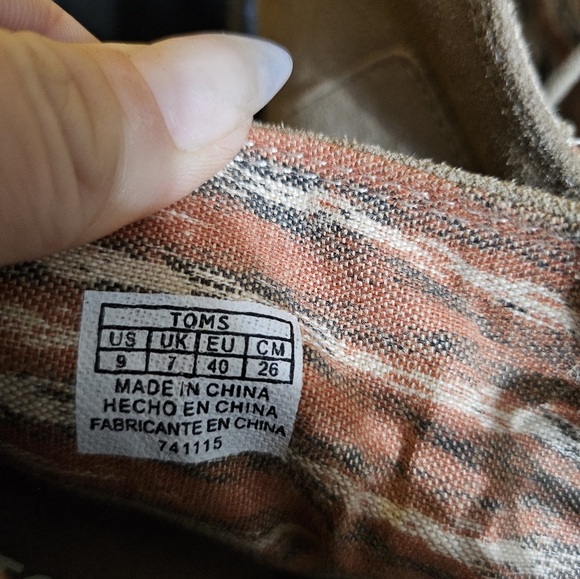 TOMS
US UK EU CM
9 7 40 26
MADE IN CHINA
HECHO EN CHINA
FABRICANTE EN CHINA
741115